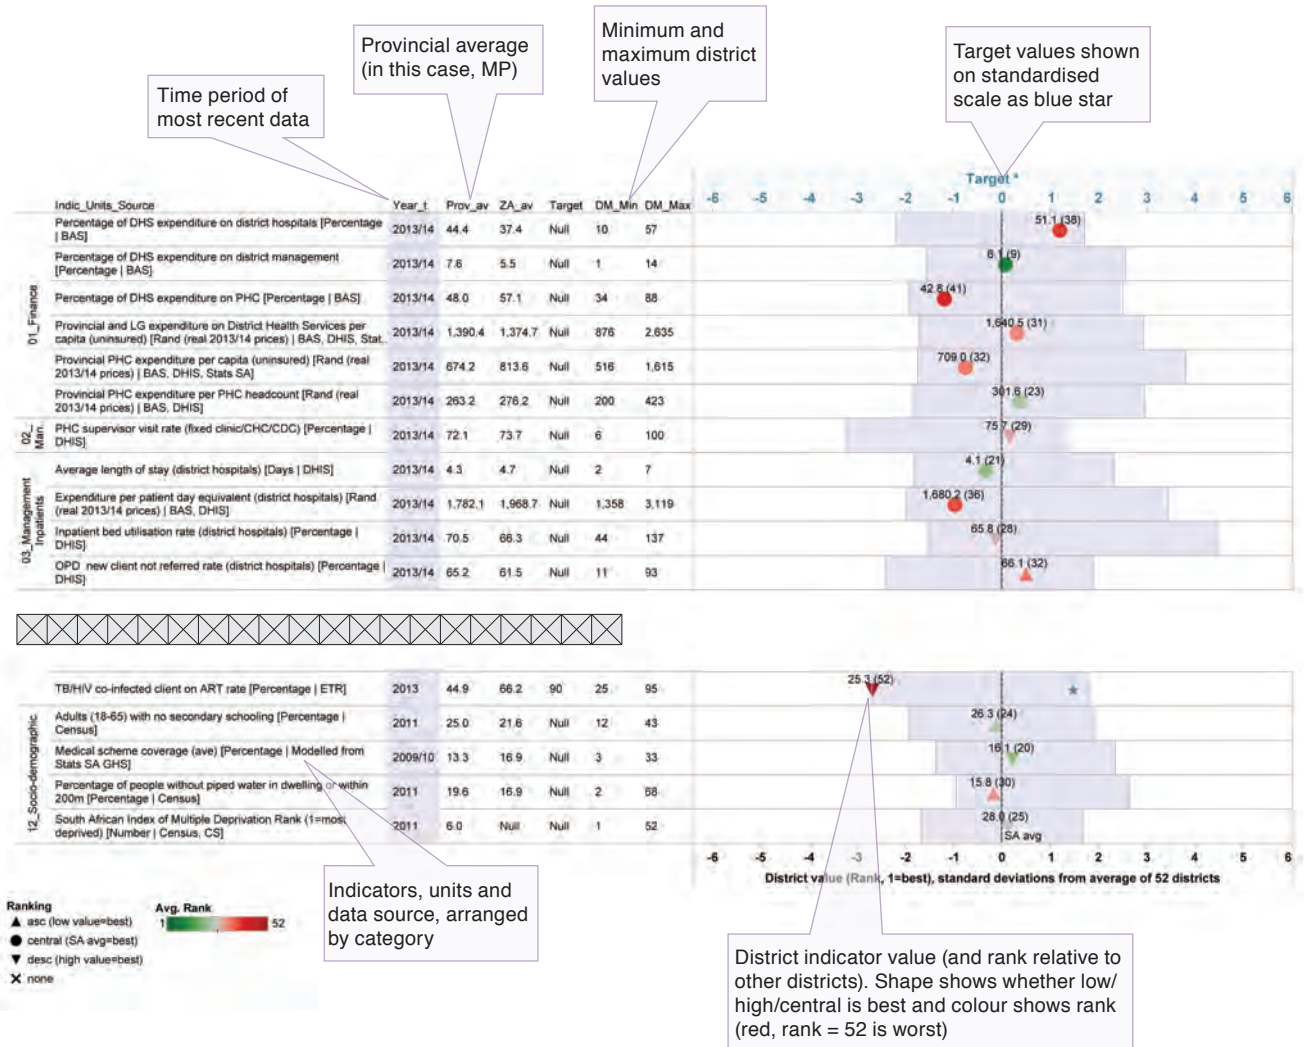 Time period of
most recent data
Provincial average
(in this case, MP)
Minimum and
maximum district
values
Target values shown
on standardised
scale as blue star
Target *
Indic_Units_Source Year_t Prov_av ZA_av Target DM_Min DM_Max -6 -5 -4 -3 -2 -1 0 1 2 3 4 5 6
01_Finance
Percentage of DHS expenditure on district hospitals [Percentage
| BAS] 2013/14 44.4 37.4 Null 10 57 51.1 (38)
Percentage of DHS expenditure on district management
[Percentage | BAS] 2013/14 7.6 5.5 Null 1 14 6.1 (9)
Percentage of DHS expenditure on PHC [Percentage | BAS] 2013/14 48.0 57.1 Null 34 88 42.8 (41)
Provincial and LG expenditure on District Health Services per
capita (uninsured) [Rand (real 2013/14 prices) | BAS, DHIS, Stat.. 2013/14 1,390.4 1,374.7 Null 876 2,635 1,640.5 (31)
Provincial PHC expenditure per capita (uninsured) [Rand (real
2013/14 prices) | BAS, DHIS, Stats SA] 2013/14 674.2 813.6 Null 516 1,615 709.0 (32)
Provincial PHC expenditure per PHC headcount [Rand (real
2013/14 prices) | BAS, DHIS] 2013/14 263.2 276.2 Null 200 423 301.6 (23)
02_
Man..
PHC supervisor visit rate (fixed clinic/CHC/CDC) [Percentage |
DHIS] 2013/14 72.1 73.7 Null 6 100 75.7 (29)
03_Management
Inpatients
Average length of stay (district hospitals) [Days | DHIS] 2013/14 4.3 4.7 Null 2 7 4.1 (21)
Expenditure per patient day equivalent (district hospitals) [Rand
(real 2013/14 prices) | BAS, DHIS] 2013/14 1,782.1 1,968.7 Null 1,358 3,119 1,680.2 (36)
Inpatient bed utilisation rate (district hospitals) [Percentage |
DHIS] 2013/14 70.5 66.3 Null 44 137 65.8 (28)
OPD new client not referred rate (district hospitals) [Percentage |
DHIS] 2013/14 65.2 61.5 Null 11 93 66.1 (32)
TB/HIV co-infected client on ART rate [Percentage | ETR] 2013 44.9 66.2 90 25 95 25.3 (52)
12_Socio-demographic
Adults (18-65) with no secondary schooling [Percentage |
Census] 2011 25.0 21.6 Null 12 43 26.3 (24)
Medical scheme coverage (ave) [Percentage | Modelled from
Stats SA GHS] 2009/10 13.3 16.9 Null 3 33 16.1 (20)
Percentage of people without piped water in dwelling or within
200m [Percentage | Census] 2011 19.6 16.9 Null 2 68 15.8 (30)
South African Index of Multiple Deprivation Rank (1=most
deprived) [Number | Census, CS] 2011 6.0 Null Null 1 52 28.0 (25)
SA avg
-6 -5 -4 -3 -2 -1 0 1 2 3 4 5 6
District value (Rank, 1=best), standard deviations from average of 52 districts
Indicators, units and
data source, arranged
by category
Ranking
asc (low value=best)
central (SA avg=best)
desc (high value=best)
none
Avg. Rank
1 52
District indicator value (and rank relative to
other districts). Shape shows whether low/
high/central is best and colour shows rank
(red, rank = 52 is worst)